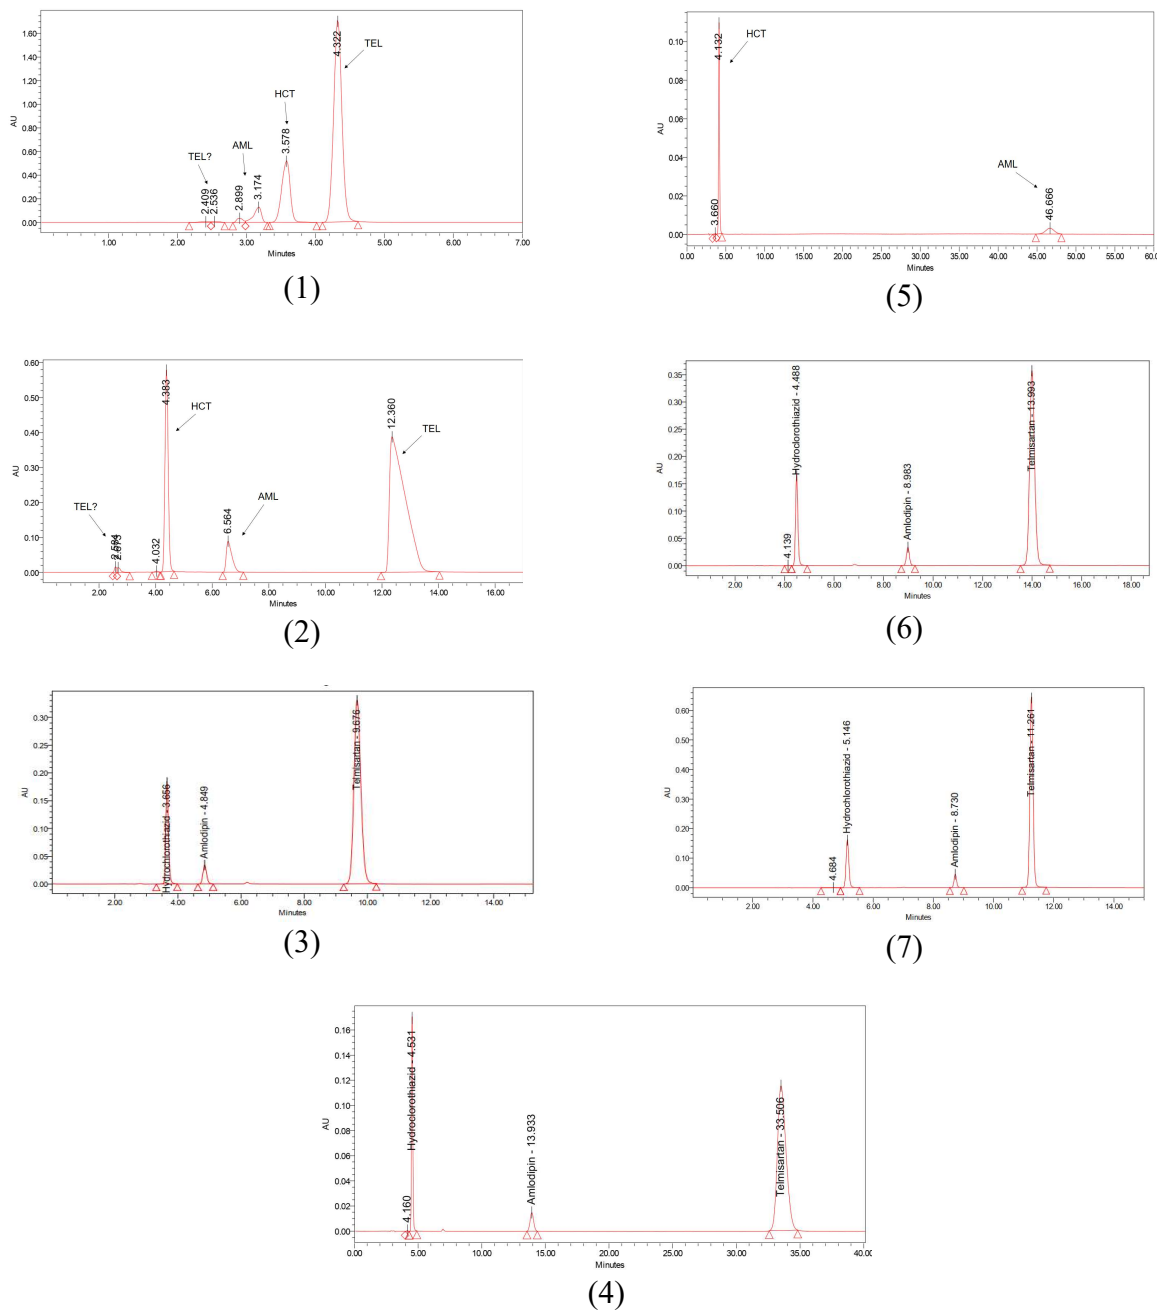 1.60
1.40
1.20
1.00
0.80
0.60
0.40
0.20
0.00
AU
TEL?
2.409
2.536
AML
2.899
3.174
HCT
3.578
4.322
TEL
1.00 2.00 3.00 4.00 5.00 6.00 7.00
Minutes
(1)
0.10
0.08
0.06
0.04
0.02
0.00
AU
3.660
4.132
HCT
AML
46.666
0.00 5.00 10.00 15.00 20.00 25.00 30.00 35.00 40.00 45.00 50.00 55.00 60.0
Minutes
(5)
0.60
0.50
0.40
0.30
0.20
0.10
0.00
AU
TEL?
2.673
4.032
4.383
HCT
6.564
AML
12.360
TEL
2.00 4.00 6.00 8.00 10.00 12.00 14.00 16.00
Minutes
(2)
0.35
0.30
0.25
0.20
0.15
0.10
0.05
0.00
AU
4.139
Hydroclorothiazid - 4.488
Amlodipin - 8.983
Telmisartan - 13.993
2.00 4.00 6.00 8.00 10.00 12.00 14.00 16.00 18.00
Minutes
(6)
0.30
0.25
0.20
0.15
0.10
0.05
0.00
AU
Hydrochlorothiazid - 3.656
Amlodipin - 4.849
Telmisartan - 9.676
2.00 4.00 6.00 8.00 10.00 12.00 14.00
Minutes
(3)
0.60
0.50
0.40
0.30
0.20
0.10
0.00
AU
4.684
Hydrochlorothiazid - 5.146
Amlodipin - 8.730
Telmisartan - 11.261
2.00 4.00 6.00 8.00 10.00 12.00 14.00
Minutes
(7)
0.16
0.14
0.12
0.10
0.08
0.06
0.04
0.02
0.00
AU
4.160
Hydroclorothiazid - 4.531
Amlodipin - 13.933
Telmisartan - 33.506
0.00 5.00 10.00 15.00 20.00 25.00 30.00 35.00 40.0
Minutes
(4)